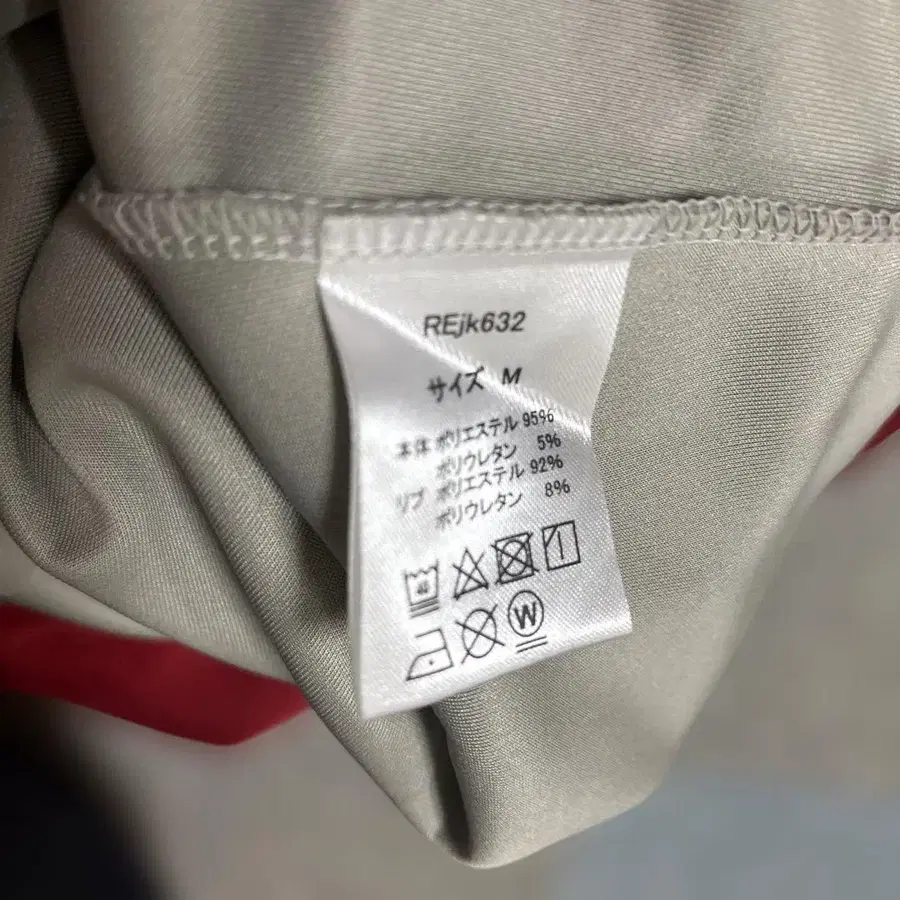 REjk632
サイズ M
本体 ポリエステル 95%
ポリウレタン 5%
リブ ポリエステル 92%
ポリウレタン 8%
40
W